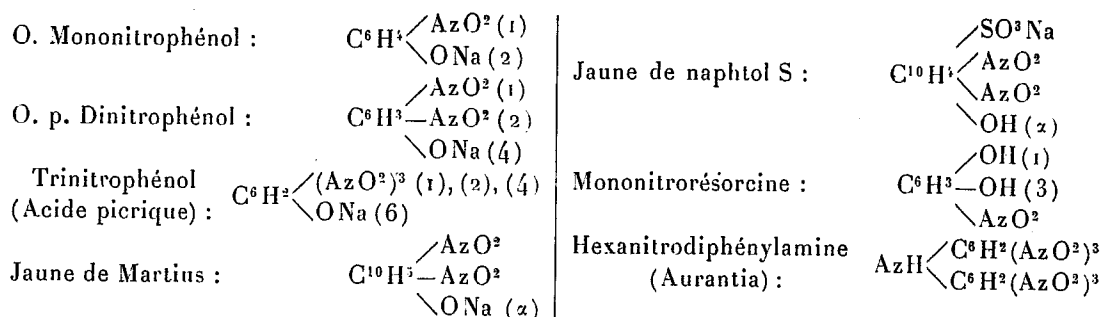 O. Mononitrophénol : C⁶H⁴ AzO² (1)
ONa (2)
O. p. Dinitrophénol : C⁶H³ AzO² (1)
AzO² (2)
ONa (4)
Trinitrophénol
(Acide picrique) : C⁶H² (AzO²)³ (1), (2), (4)
ONa (6)
Jaune de Martius : C¹⁰H⁵ AzO²
AzO²
ONa (α)
Jaune de naphtol S : C¹⁰H⁴ SO³Na
AzO²
AzO²
OH (α)
Mononitrorésorcine : C⁶H³ OH (1)
OH (3)
AzO²
Hexanitrodiphénylamine
(Aurantia) : AzH C⁶H²(AzO²)³
C⁶H²(AzO²)³